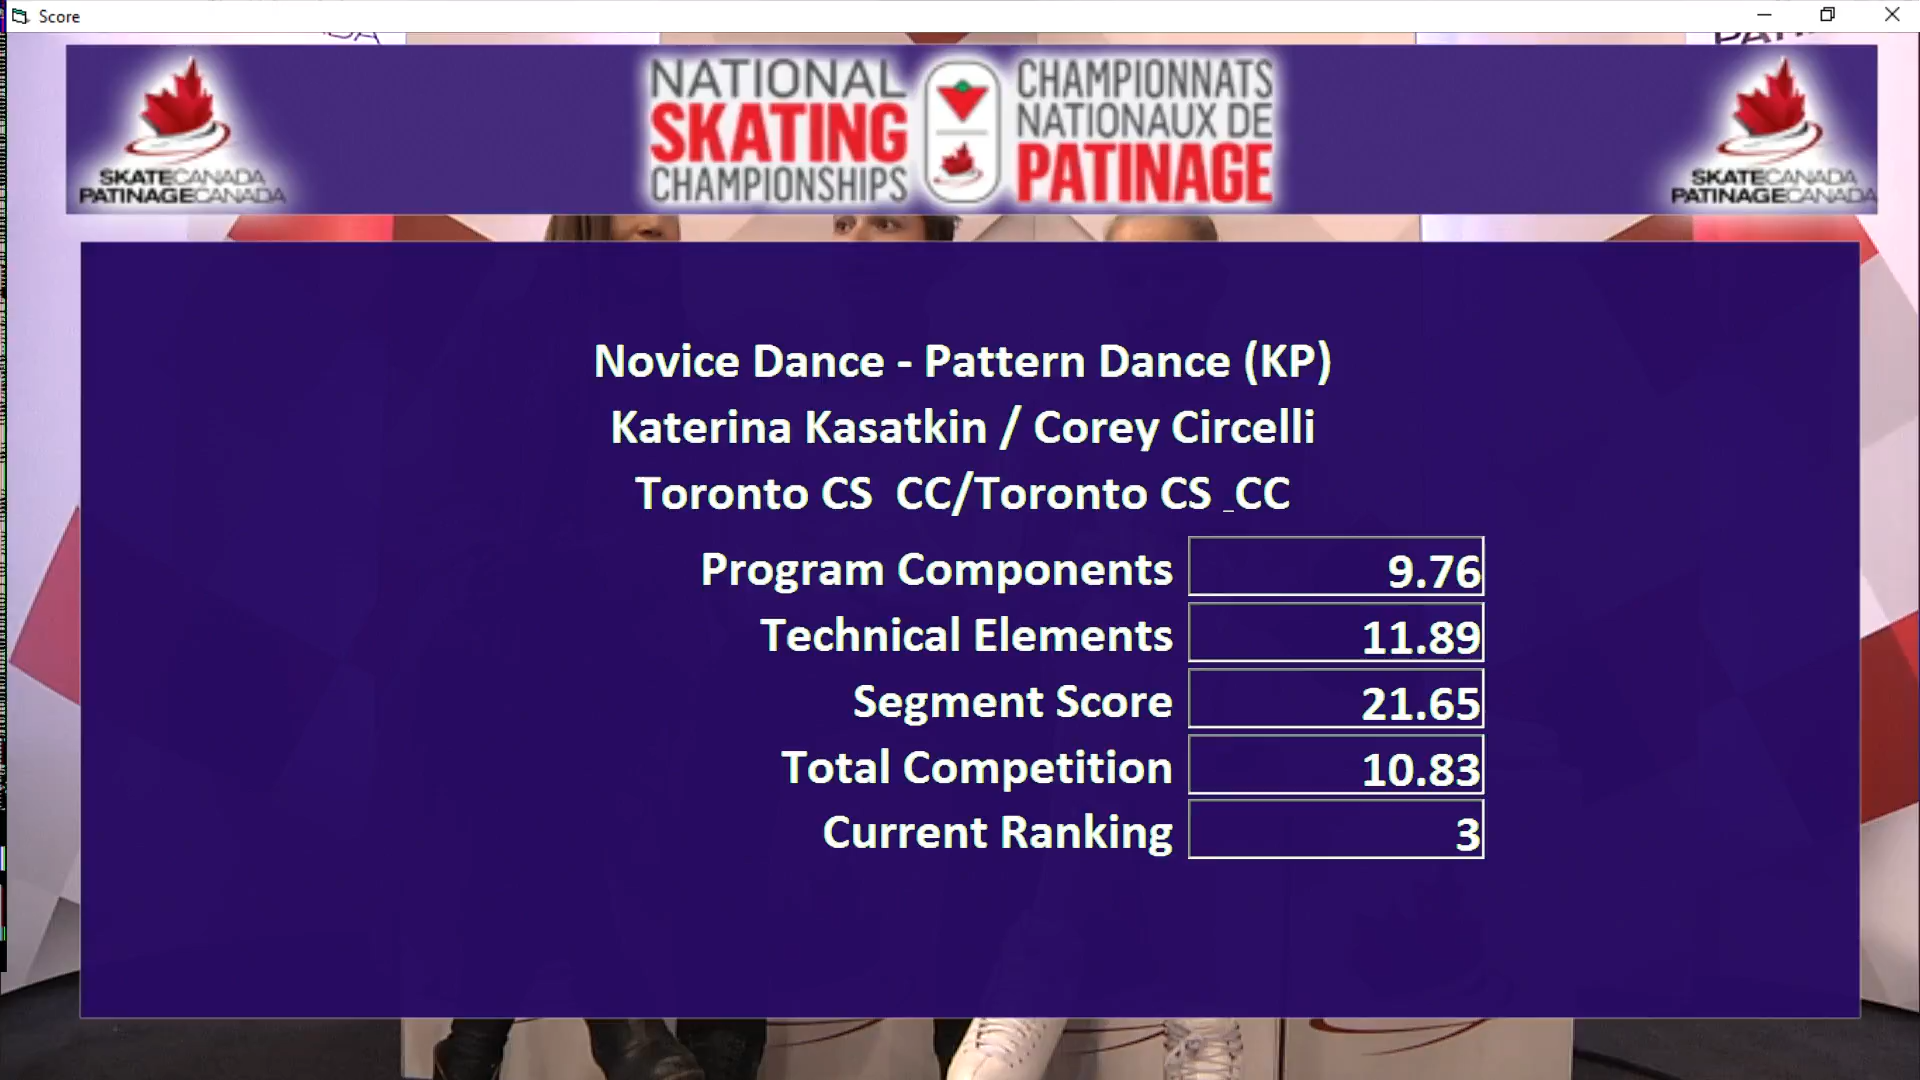 Score
NATIONAL
SKATING
CHAMPIONSHIPS
CHAMPIONNATS
NATIONAUX DE
PATINAGE
SKATECANADA
PATINAGECANADA
SKATECANADA
PATINAGECANADA
Novice Dance - Pattern Dance (KP)
Katerina Kasatkin / Corey Circelli
Toronto CS  CC/Toronto CS _CC
Program Components 9.76
Technical Elements 11.89
Segment Score 21.65
Total Competition 10.83
Current Ranking 3